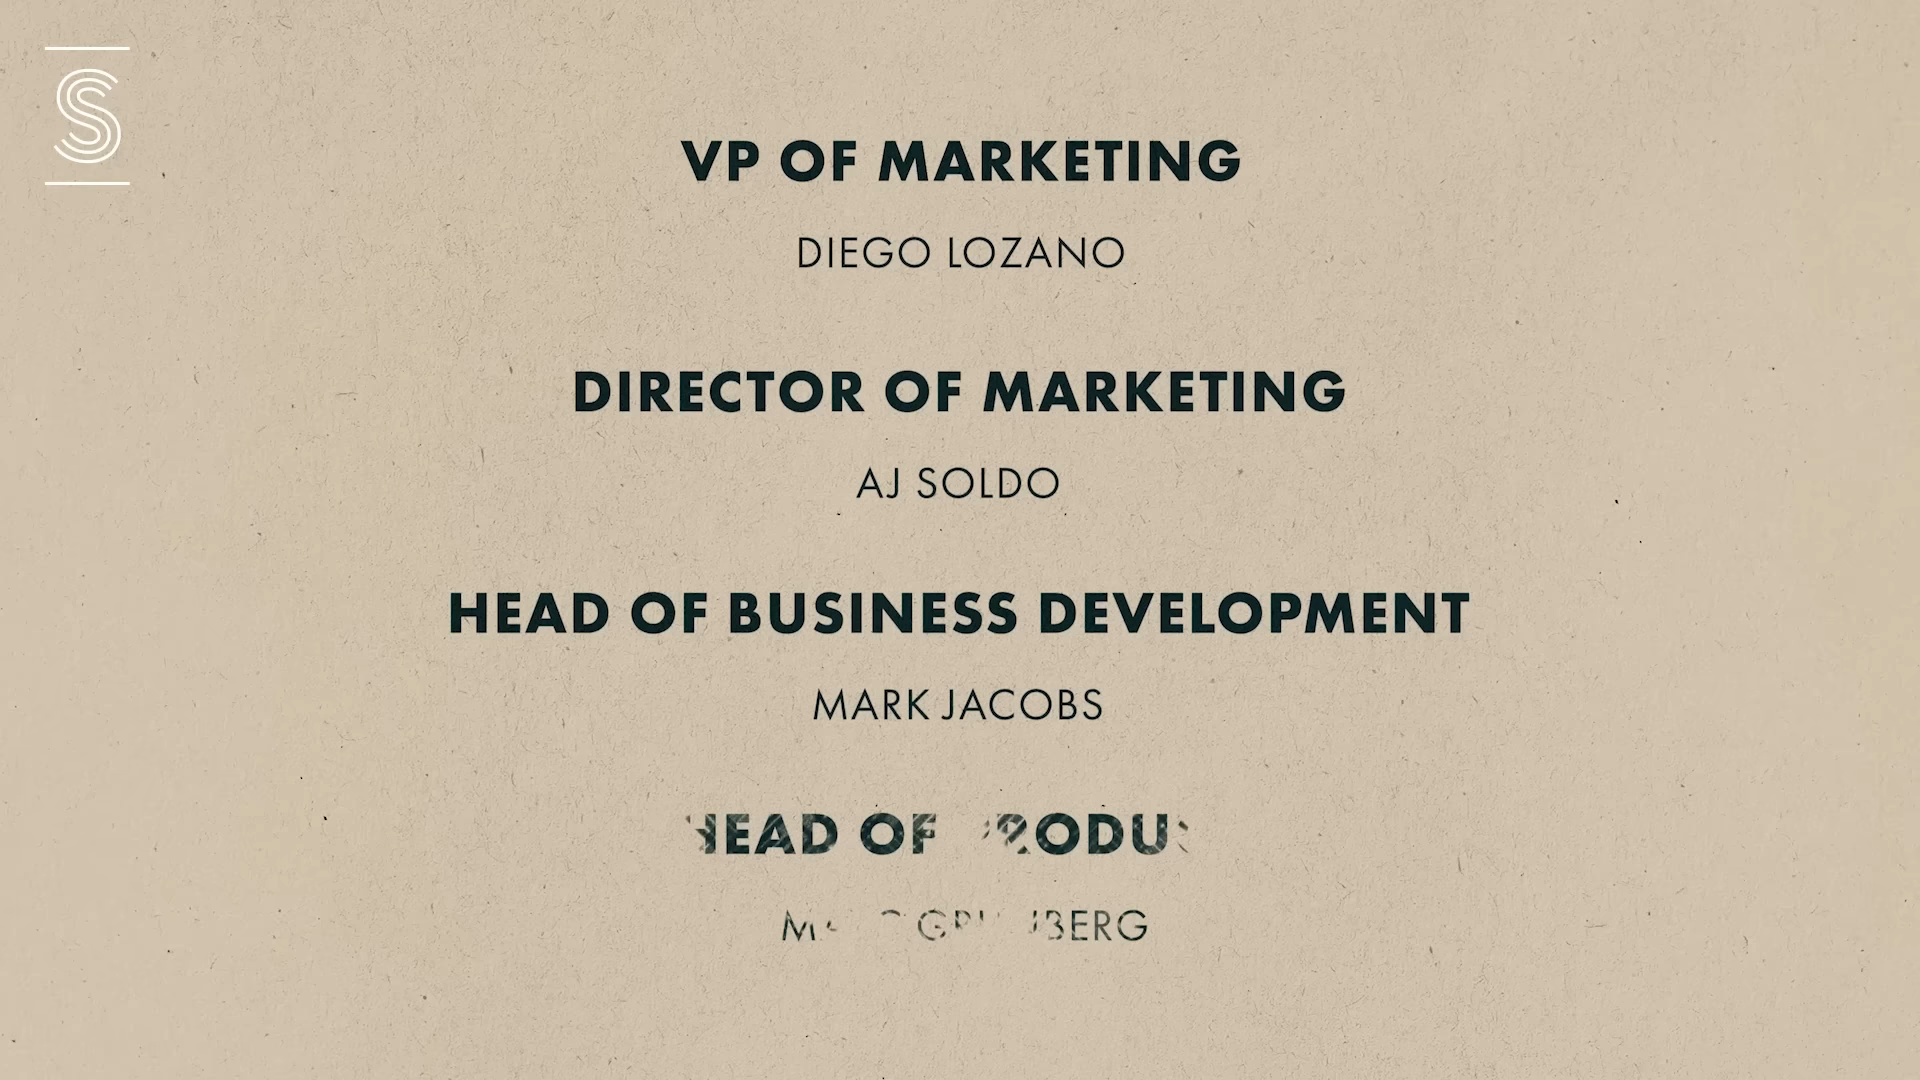 S
VP OF MARKETING
DIEGO LOZANO
DIRECTOR OF MARKETING
AJ SOLDO
HEAD OF BUSINESS DEVELOPMENT
MARK JACOBS
HEAD OF